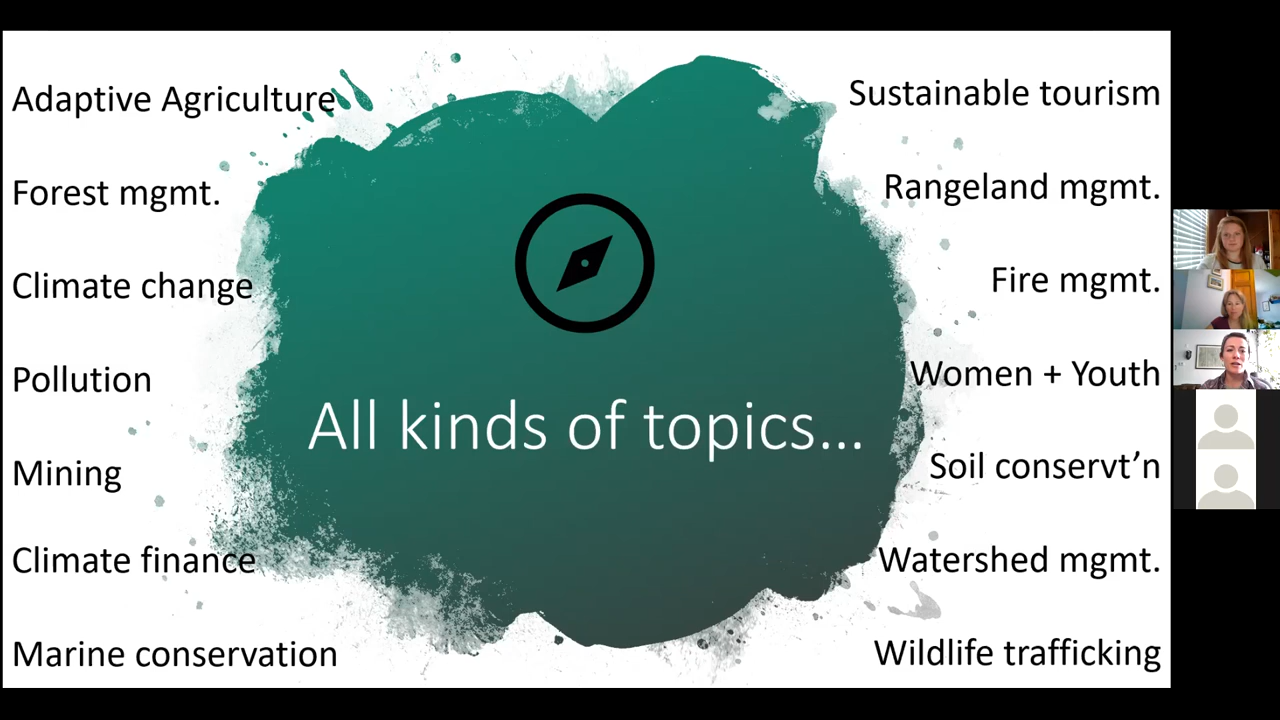 Adaptive Agriculture
Forest mgmt.
Climate change
Pollution
Mining
Climate finance
Marine conservation
All kinds of topics...
Sustainable tourism
Rangeland mgmt.
Fire mgmt.
Women + Youth
Soil conservt’n
Watershed mgmt.
Wildlife trafficking